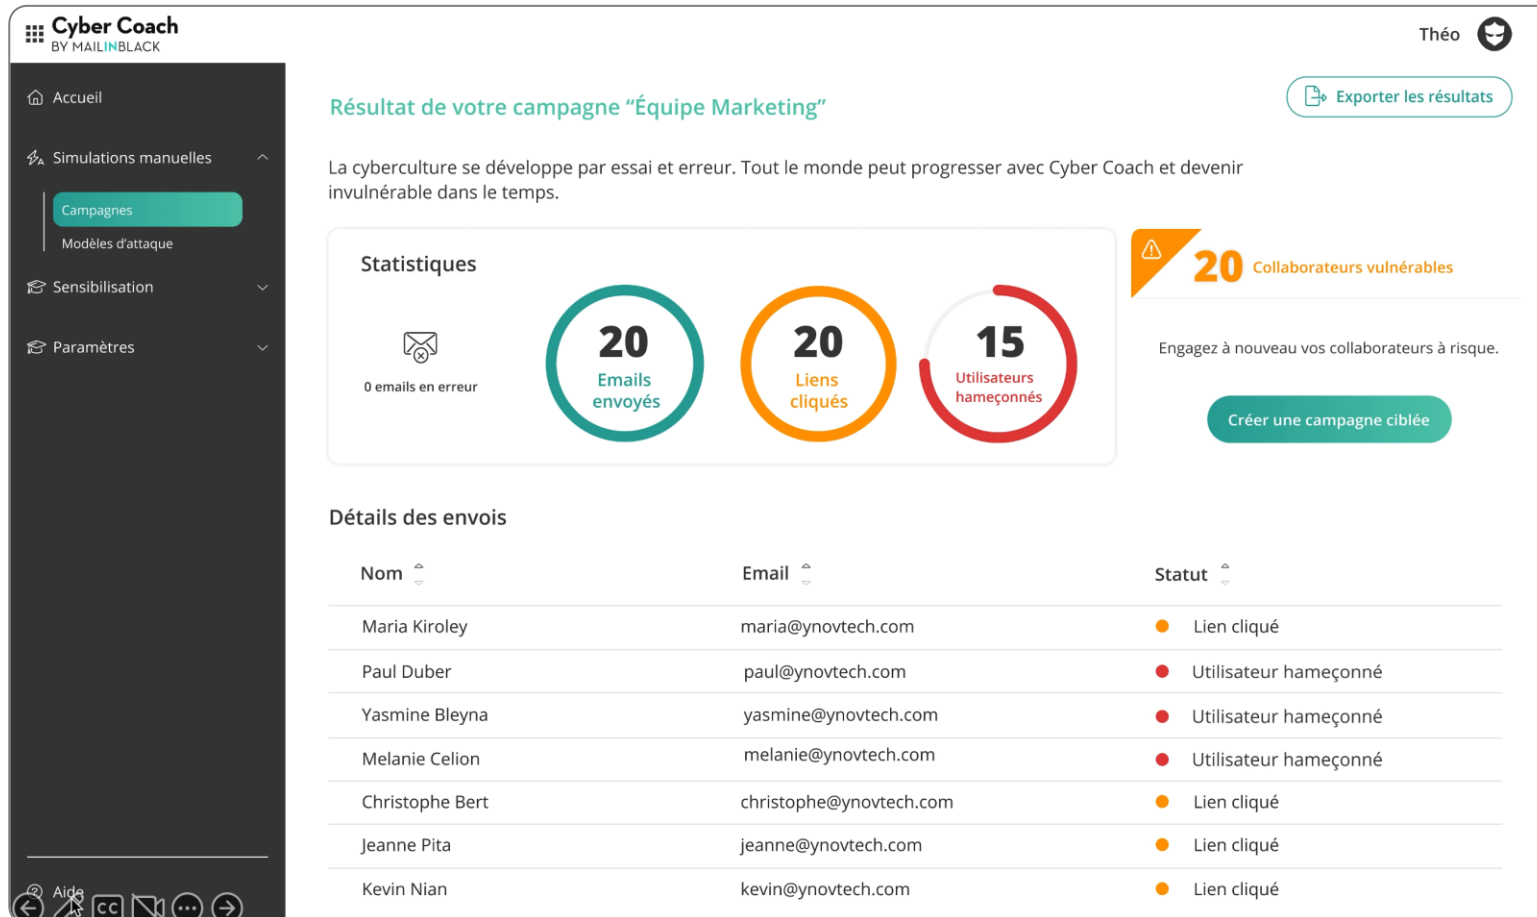 Cyber Coach
BY MAILINBLACK
Théo
Accueil
Simulations manuelles
Campagnes
Modèles d'attaque
Sensibilisation
Paramètres
Aide
CC
Résultat de votre campagne “Équipe Marketing”
Exporter les résultats
La cyberculture se développe par essai et erreur. Tout le monde peut progresser avec Cyber Coach et devenir
invulnérable dans le temps.
Statistiques
0 emails en erreur
20
Emails
envoyés
20
Liens
cliqués
15
Utilisateurs
hameçonnés
20 Collaborateurs vulnérables
Engagez à nouveau vos collaborateurs à risque.
Créer une campagne ciblée
Détails des envois
Nom Email Statut
Maria Kiroley maria@ynovtech.com Lien cliqué
Paul Duber paul@ynovtech.com Utilisateur hameçonné
Yasmine Bleyna yasmine@ynovtech.com Utilisateur hameçonné
Melanie Celion melanie@ynovtech.com Utilisateur hameçonné
Christophe Bert christophe@ynovtech.com Lien cliqué
Jeanne Pita jeanne@ynovtech.com Lien cliqué
Kevin Nian kevin@ynovtech.com Lien cliqué